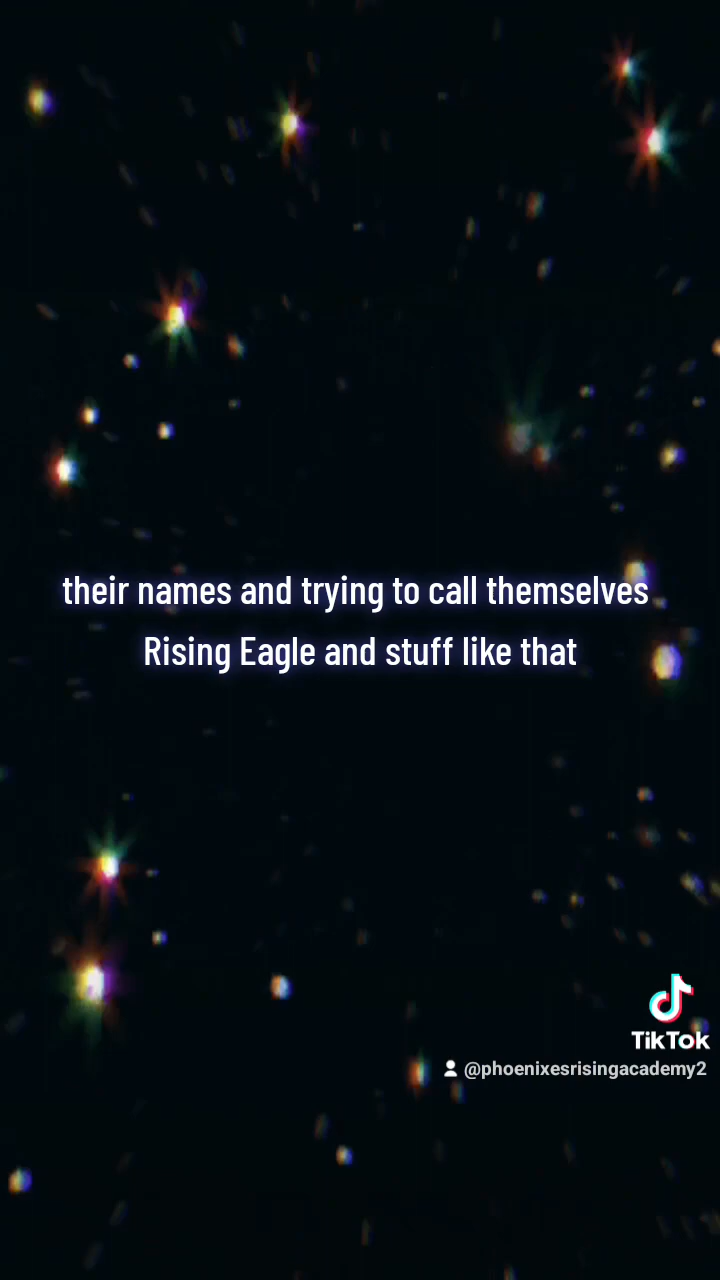 their names and trying to call themselves
Rising Eagle and stuff like that
TikTok
@phoenixesrisingacademy2